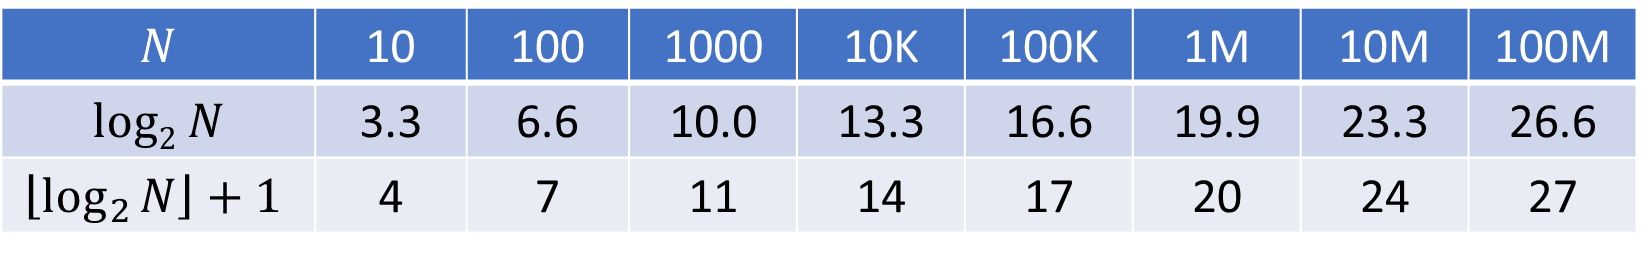 N 10 100 1000 10K 100K 1M 10M 100M
log₂ N 3.3 6.6 10.0 13.3 16.6 19.9 23.3 26.6
⌊log₂ N⌋ + 1 4 7 11 14 17 20 24 27